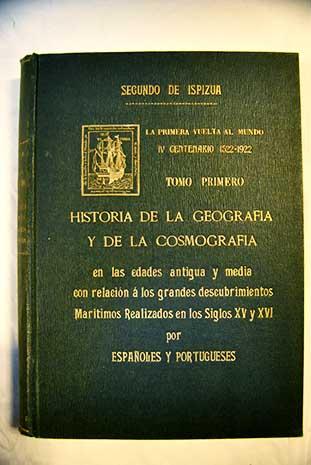 SEGUNDO DE ISPIZUA
LA PRIMERA VUELTA AL MUNDO
IV CENTENARIO 1522-1922
TOMO PRIMERO
HISTORIA DE LA GEOGRAFIA
Y DE LA COSMOGRAFIA
en las edades antigua y media
con relación á los grandes descubrimientos
Marítimos Realizados en los Siglos XV y XVI
por
ESPAÑOLES Y PORTUGUESES